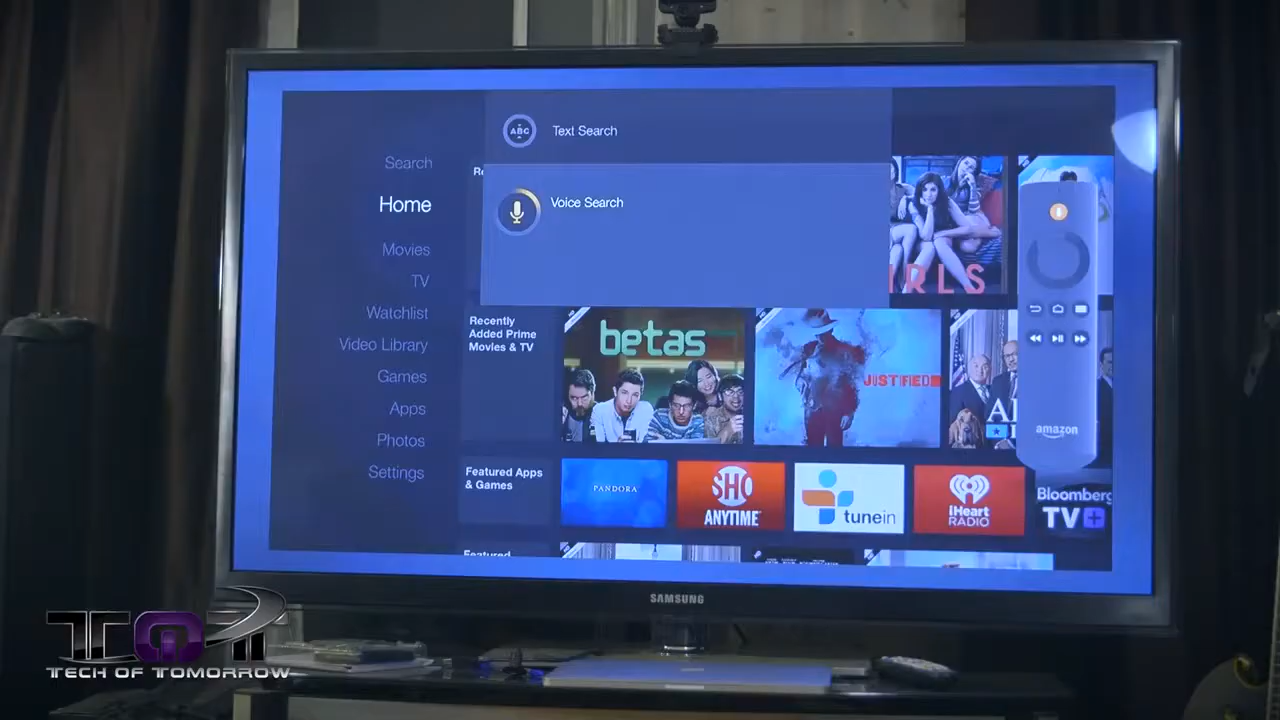 ABC
Text Search
Voice Search
Search
Home
Movies
TV
Watchlist
Video Library
Games
Apps
Photos
Settings
IRLS
Recently
Added Prime
Movies & TV
betas
JUSTIFIED
amazon
Featured Apps
& Games
PANDORA
SHO
ANYTIME
tunein
iHeart
RADIO
Bloomberg
TV+
Featured
SAMSUNG
TOT
TECH OF TOMORROW